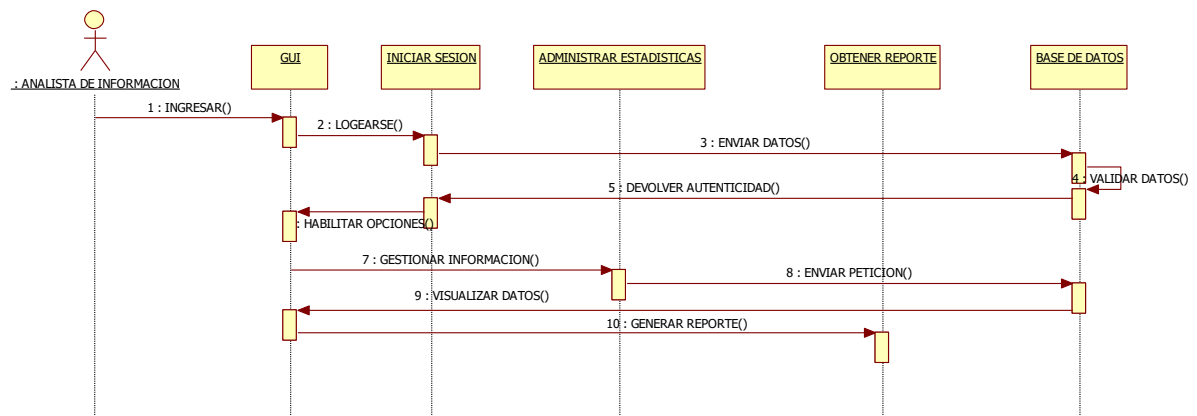 GUI
INICIAR SESION
ADMINISTRAR ESTADISTICAS
OBTENER REPORTE
BASE DE DATOS
: ANALISTA DE INFORMACION
1 : INGRESAR()
2 : LOGEARSE()
3 : ENVIAR DATOS()
4 : VALIDAR DATOS()
5 : DEVOLVER AUTENTICIDAD()
: HABILITAR OPCIONES()
7 : GESTIONAR INFORMACION()
8 : ENVIAR PETICION()
9 : VISUALIZAR DATOS()
10 : GENERAR REPORTE()